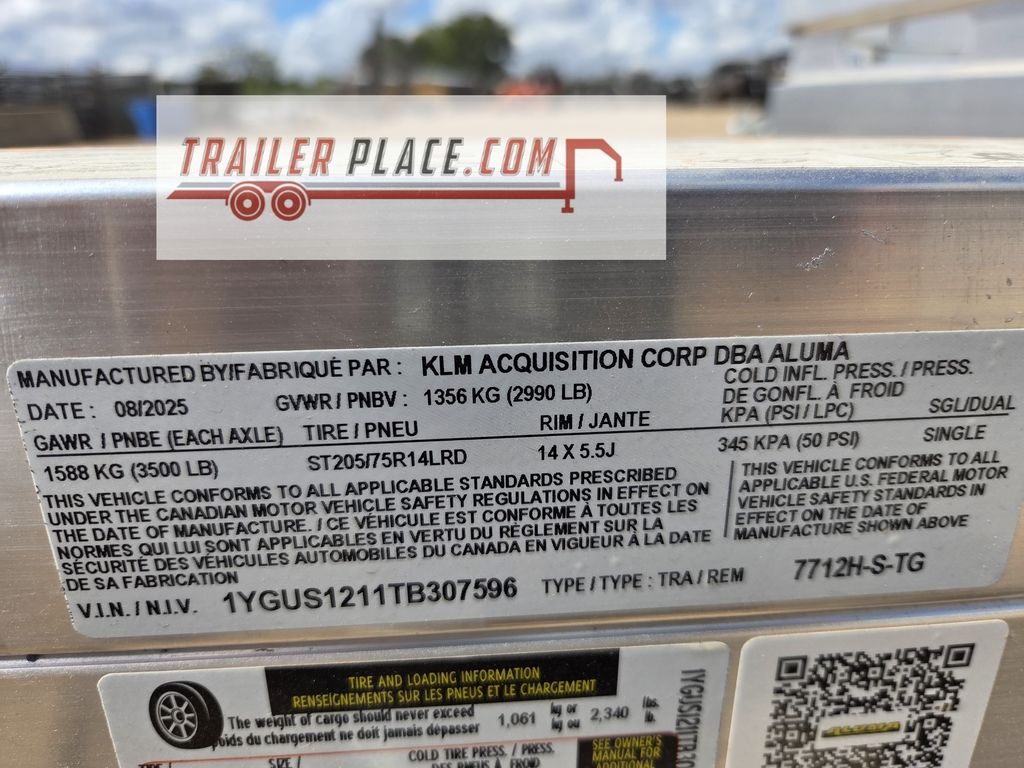 TRAILER PLACE.COM
MANUFACTURED BY/FABRIQUÉ PAR : KLM ACQUISITION CORP DBA ALUMA
DATE : 08/2025 GVWR / PNBV : 1356 KG (2990 LB)
COLD INFL. PRESS. / PRESS.
DE GONFL. À FROID
GAWR / PNBE (EACH AXLE) TIRE / PNEU RIM / JANTE KPA (PSI / LPC) SGL/DUAL
1588 KG (3500 LB) ST205/75R14LRD 14 X 5.5J 345 KPA (50 PSI) SINGLE
THIS VEHICLE CONFORMS TO ALL APPLICABLE STANDARDS PRESCRIBED
UNDER THE CANADIAN MOTOR VEHICLE SAFETY REGULATIONS IN EFFECT ON
THE DATE OF MANUFACTURE. / CE VÉHICULE EST CONFORME À TOUTES LES
NORMES QUI LUI SONT APPLICABLES EN VERTU DU RÈGLEMENT SUR LA
SÉCURITÉ DES VÉHICULES AUTOMOBILES DU CANADA EN VIGUEUR À LA DATE
DE SA FABRICATION
THIS VEHICLE CONFORMS TO ALL
APPLICABLE U.S. FEDERAL MOTOR
VEHICLE SAFETY STANDARDS IN
EFFECT ON THE DATE OF
MANUFACTURE SHOWN ABOVE
V.I.N. / N.I.V. 1YGUS1211TB307596 TYPE / TYPE : TRA / REM 7712H-S-TG
TIRE AND LOADING INFORMATION
RENSEIGNEMENTS SUR LES PNEUS ET LE CHARGEMENT
The weight of cargo should never exceed 1,061 kg or 2,340 lbs.
poids du chargement ne doit jamais dépasser kg ou lb.
COLD TIRE PRESS. / PRESS.
DES PNEUS À FROID
SEE OWNER'S
MANUAL FOR
ADDITIONAL
ALUMA